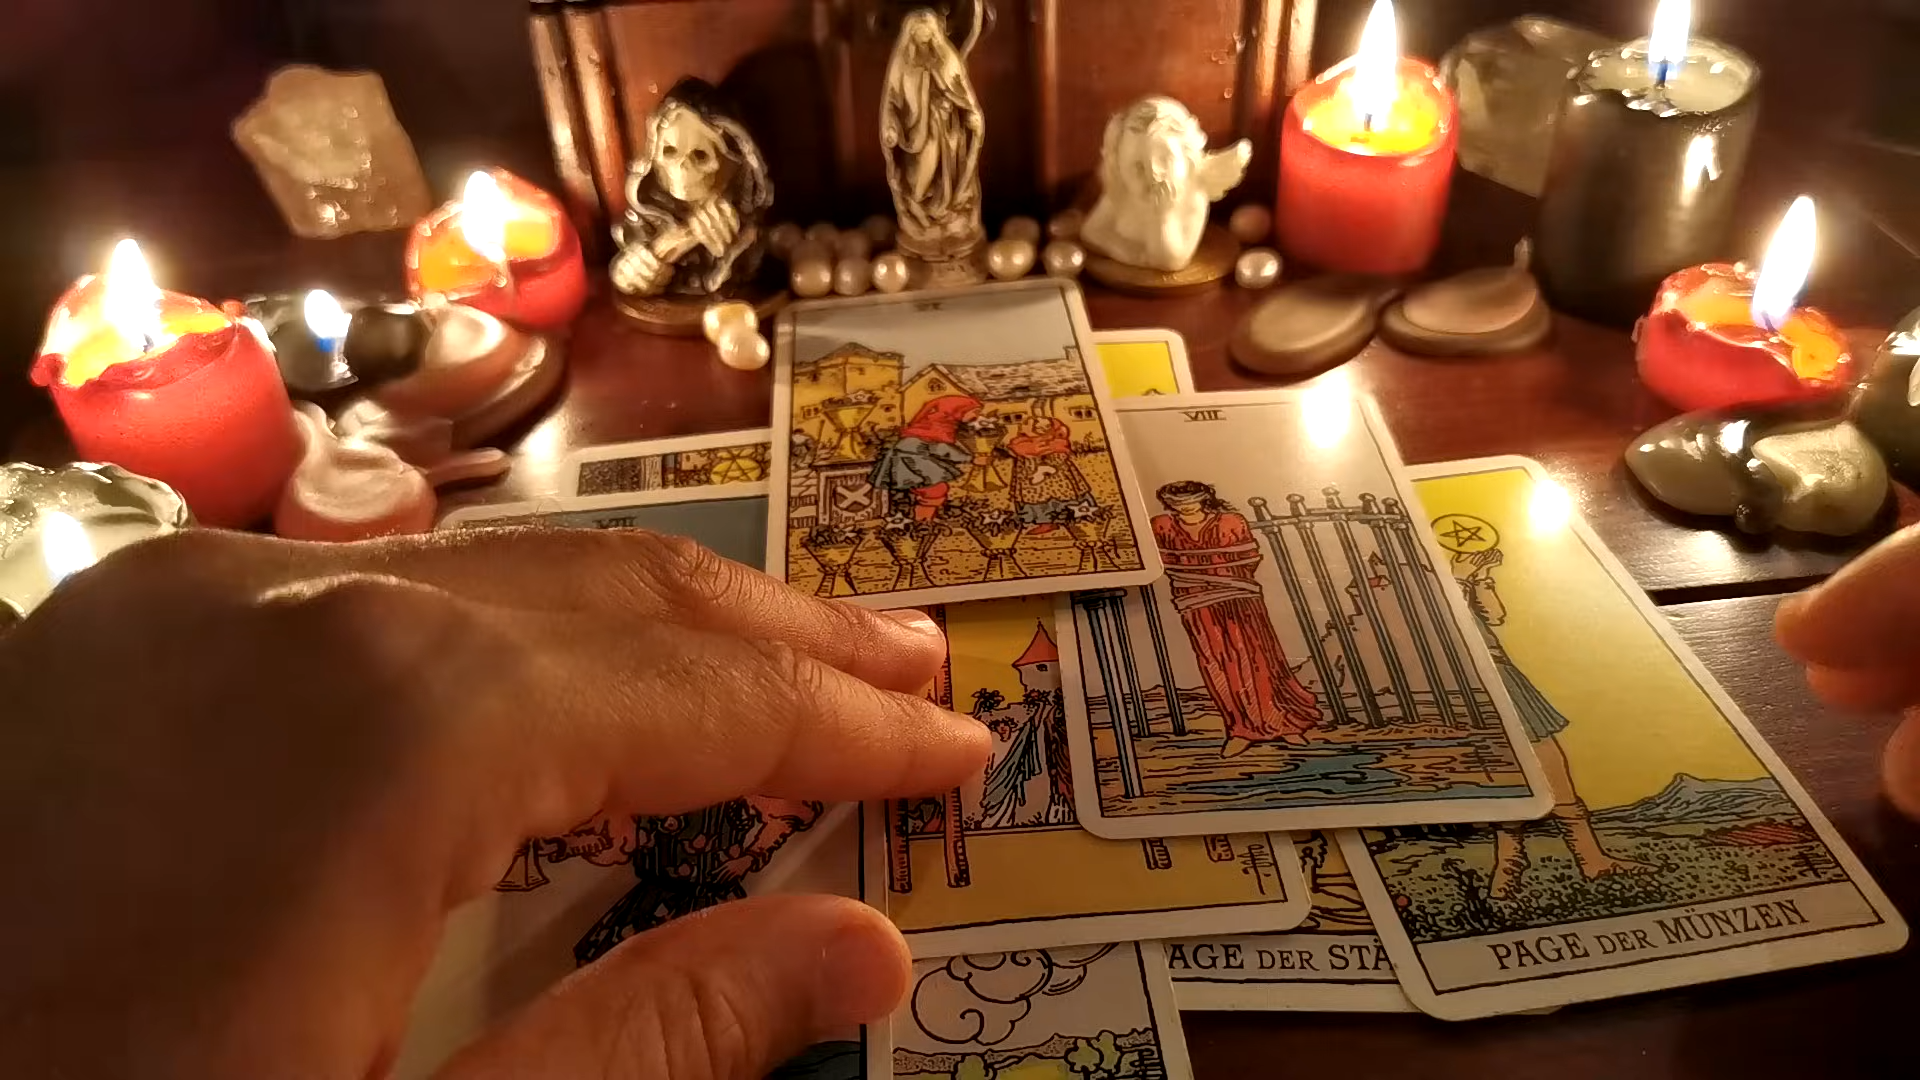 VI
VIII
VII
PAGE DER MÜNZEN
AGE DER STÄ